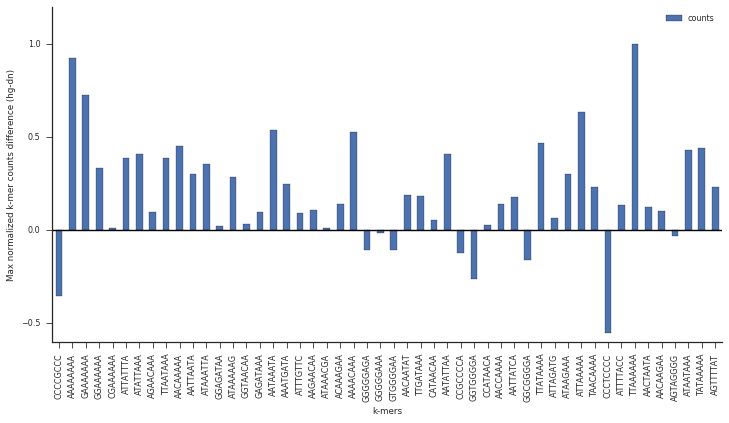 counts
Max normalized k-mer counts difference (hg-dn)
1.0
0.5
0.0
−0.5
CCCCGCCC
AAAAAAAA
GAAAAAAA
GGAAAAAA
CGAAAAAA
ATTATTTA
ATATTAAA
AGAACAAA
TTAATAAA
AACAAAAA
AATTAATA
ATAAATTA
GGAGATAA
ATAAAAAG
GGTAACAA
GAGATAAA
AATAAATA
AAATGATA
ATTTGTTC
AAGAACAA
ATAAACGA
ACAAAGAA
AAAACAAA
GGGGGAGA
GGGGGAAA
GTGGGGAA
AACAATAT
TTGATAAA
CATAACAA
AATATTAA
CCGCCCCA
GGTGGGGA
CCATAACA
AACCAAAA
AATTATCA
GGCGGGGA
TTATAAAA
ATTAGATG
ATAAGAAA
ATTAAAAA
TAACAAAA
CCCTCCCC
ATTTTACC
TTAAAAAA
AACTAATA
AACAAGAA
AGTAGGGG
ATAATAAA
TATAAAAA
AGTTTTAT
k-mers